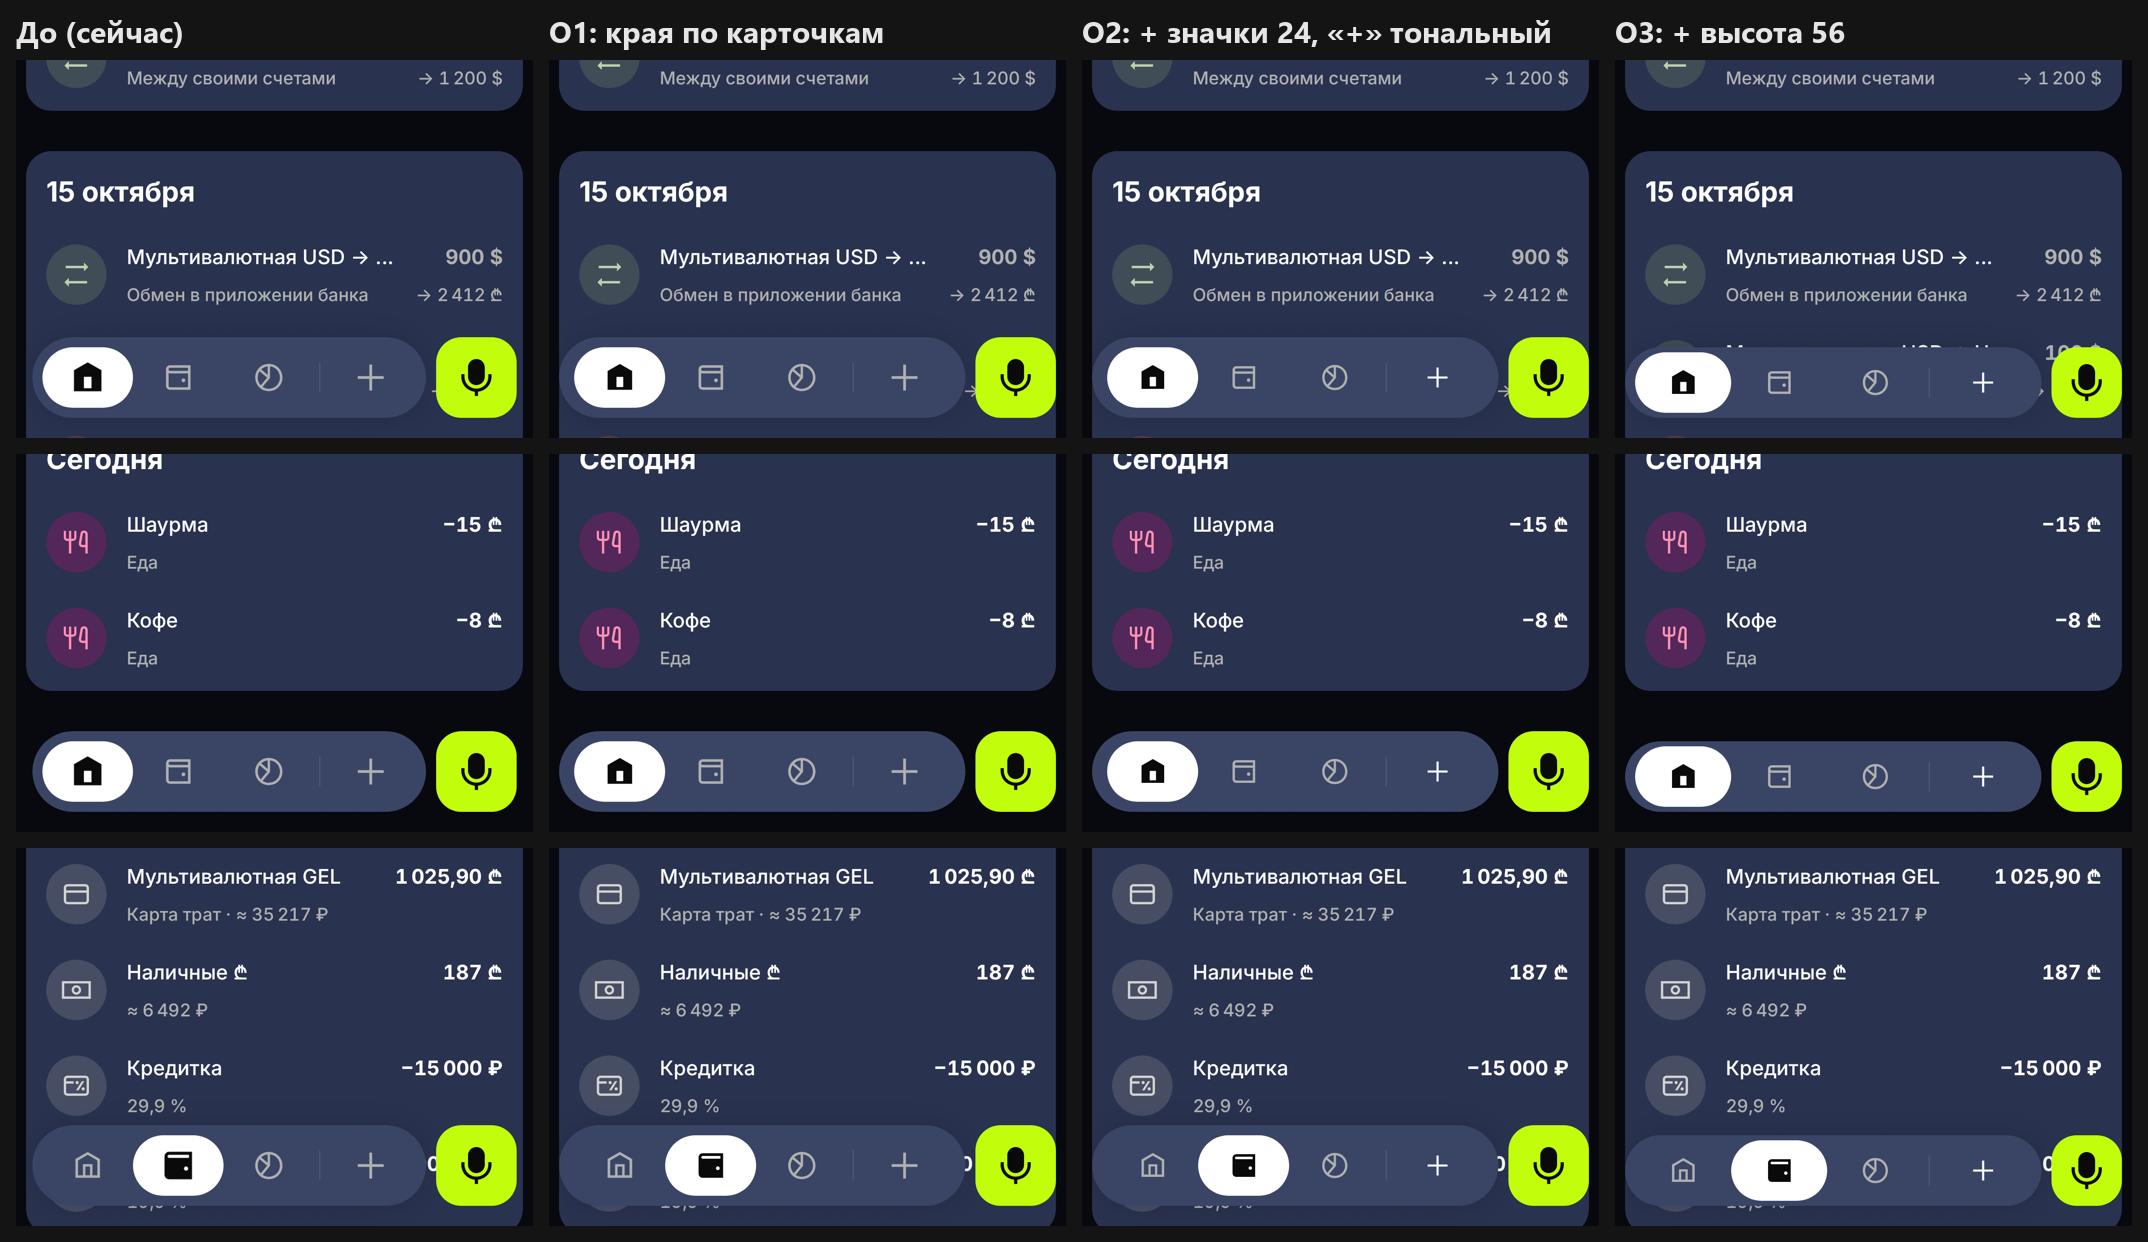 До (сейчас)
Между своими счетами → 1 200 $
15 октября
Мультивалютная USD → ... 900 $
Обмен в приложении банка → 2 412 ₾
Сегодня
Шаурма −15 ₾
Еда
Кофе −8 ₾
Еда
Мультивалютная GEL 1 025,90 ₾
Карта трат · ≈ 35 217 ₽
Наличные ₾ 187 ₾
≈ 6 492 ₽
Кредитка −15 000 ₽
29,9 %
О1: края по карточкам
Между своими счетами → 1 200 $
15 октября
Мультивалютная USD → ... 900 $
Обмен в приложении банка → 2 412 ₾
Сегодня
Шаурма −15 ₾
Еда
Кофе −8 ₾
Еда
Мультивалютная GEL 1 025,90 ₾
Карта трат · ≈ 35 217 ₽
Наличные ₾ 187 ₾
≈ 6 492 ₽
Кредитка −15 000 ₽
29,9 %
О2: + значки 24, «+» тональный
Между своими счетами → 1 200 $
15 октября
Мультивалютная USD → ... 900 $
Обмен в приложении банка → 2 412 ₾
Сегодня
Шаурма −15 ₾
Еда
Кофе −8 ₾
Еда
Мультивалютная GEL 1 025,90 ₾
Карта трат · ≈ 35 217 ₽
Наличные ₾ 187 ₾
≈ 6 492 ₽
Кредитка −15 000 ₽
29,9 %
О3: + высота 56
Между своими счетами → 1 200 $
15 октября
Мультивалютная USD → ... 900 $
Обмен в приложении банка → 2 412 ₾
Сегодня
Шаурма −15 ₾
Еда
Кофе −8 ₾
Еда
Мультивалютная GEL 1 025,90 ₾
Карта трат · ≈ 35 217 ₽
Наличные ₾ 187 ₾
≈ 6 492 ₽
Кредитка −15 000 ₽
29,9 %